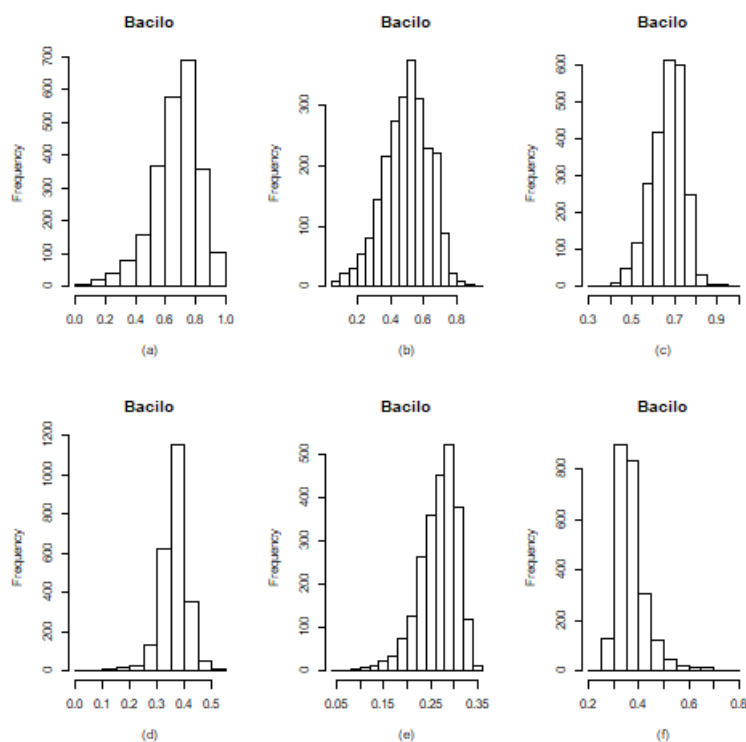 Bacilo
Frequency
0 100 200 300 400 500 600 700
0.0 0.2 0.4 0.6 0.8 1.0
(a)
Bacilo
Frequency
0 100 200 300
0.2 0.4 0.6 0.8
(b)
Bacilo
Frequency
0 100 200 300 400 500 600
0.3 0.5 0.7 0.9
(c)
Bacilo
Frequency
0 200 400 600 800 1000 1200
0.0 0.1 0.2 0.3 0.4 0.5
(d)
Bacilo
Frequency
0 100 200 300 400 500
0.05 0.15 0.25 0.35
(e)
Bacilo
Frequency
0 200 400 600 800
0.2 0.4 0.6 0.8
(f)